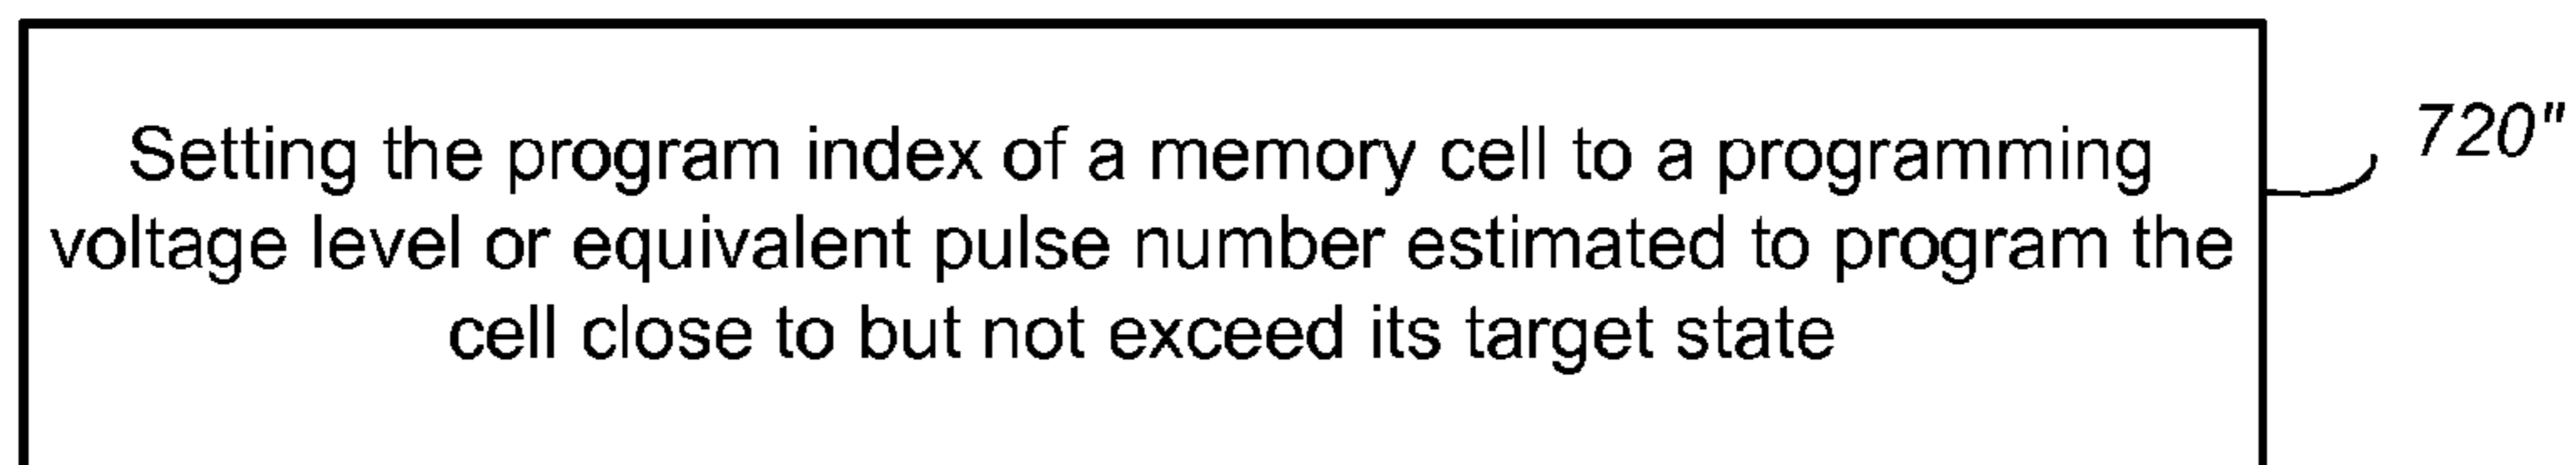 Setting the program index of a memory cell to a programming
voltage level or equivalent pulse number estimated to program the
cell close to but not exceed its target state
720"